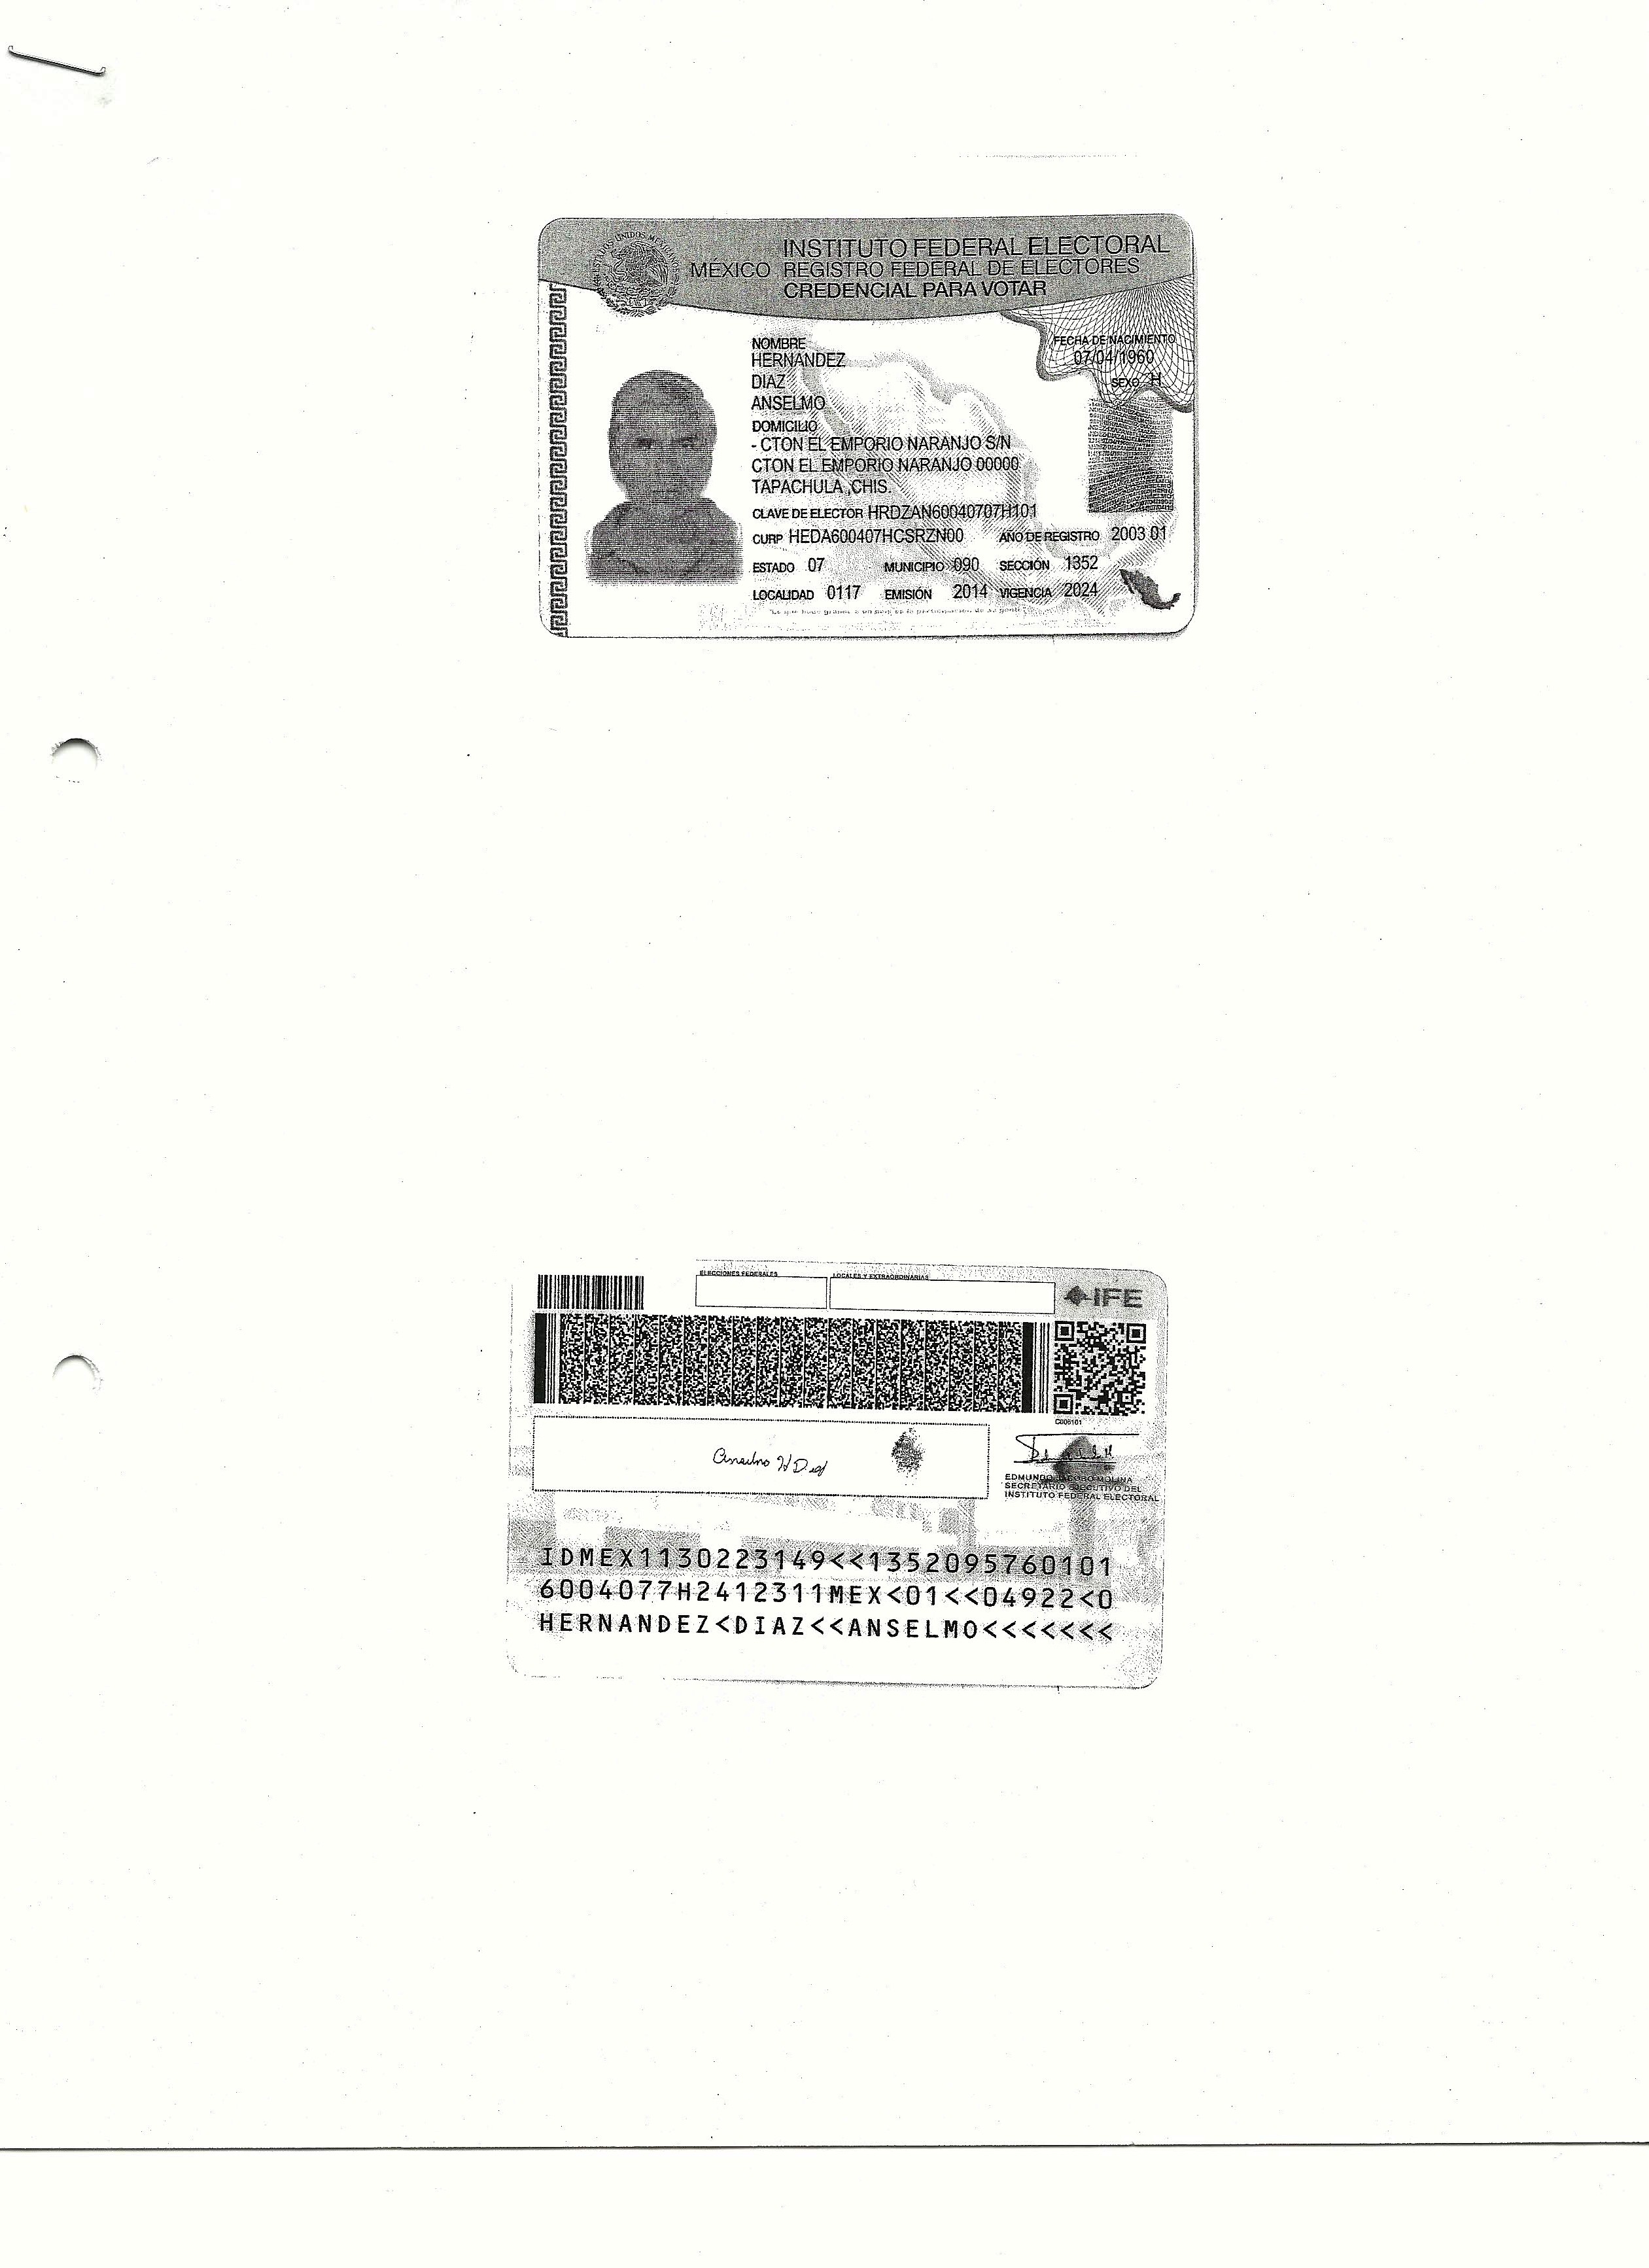 ESTADOS UNIDOS MEXICANOS
INSTITUTO FEDERAL ELECTORAL
MÉXICO REGISTRO FEDERAL DE ELECTORES
CREDENCIAL PARA VOTAR
NOMBRE
HERNANDEZ
DIAZ
ANSELMO
FECHA DE NACIMIENTO
07/04/1960
SEXO H
DOMICILIO
- CTON EL EMPORIO NARANJO S/N
CTON EL EMPORIO NARANJO 00000
TAPACHULA ,CHIS.
CLAVE DE ELECTOR HRDZAN60040707H101
CURP HEDA600407HCSRZN00 AÑO DE REGISTRO 2003 01
ESTADO 07 MUNICIPIO 090 SECCIÓN 1352
LOCALIDAD 0117 EMISIÓN 2014 VIGENCIA 2024
ELECCIONES FEDERALES LOCALES Y EXTRAORDINARIAS
IFE
C006101
Anselmo H D
EDMUNDO JACOBO MOLINA
SECRETARIO EJECUTIVO DEL
INSTITUTO FEDERAL ELECTORAL
IDMEX1130223149<<1352095760101
6004077H2412311MEX<01<<04922<0
HERNANDEZ<DIAZ<<ANSELMO<<<<<<<